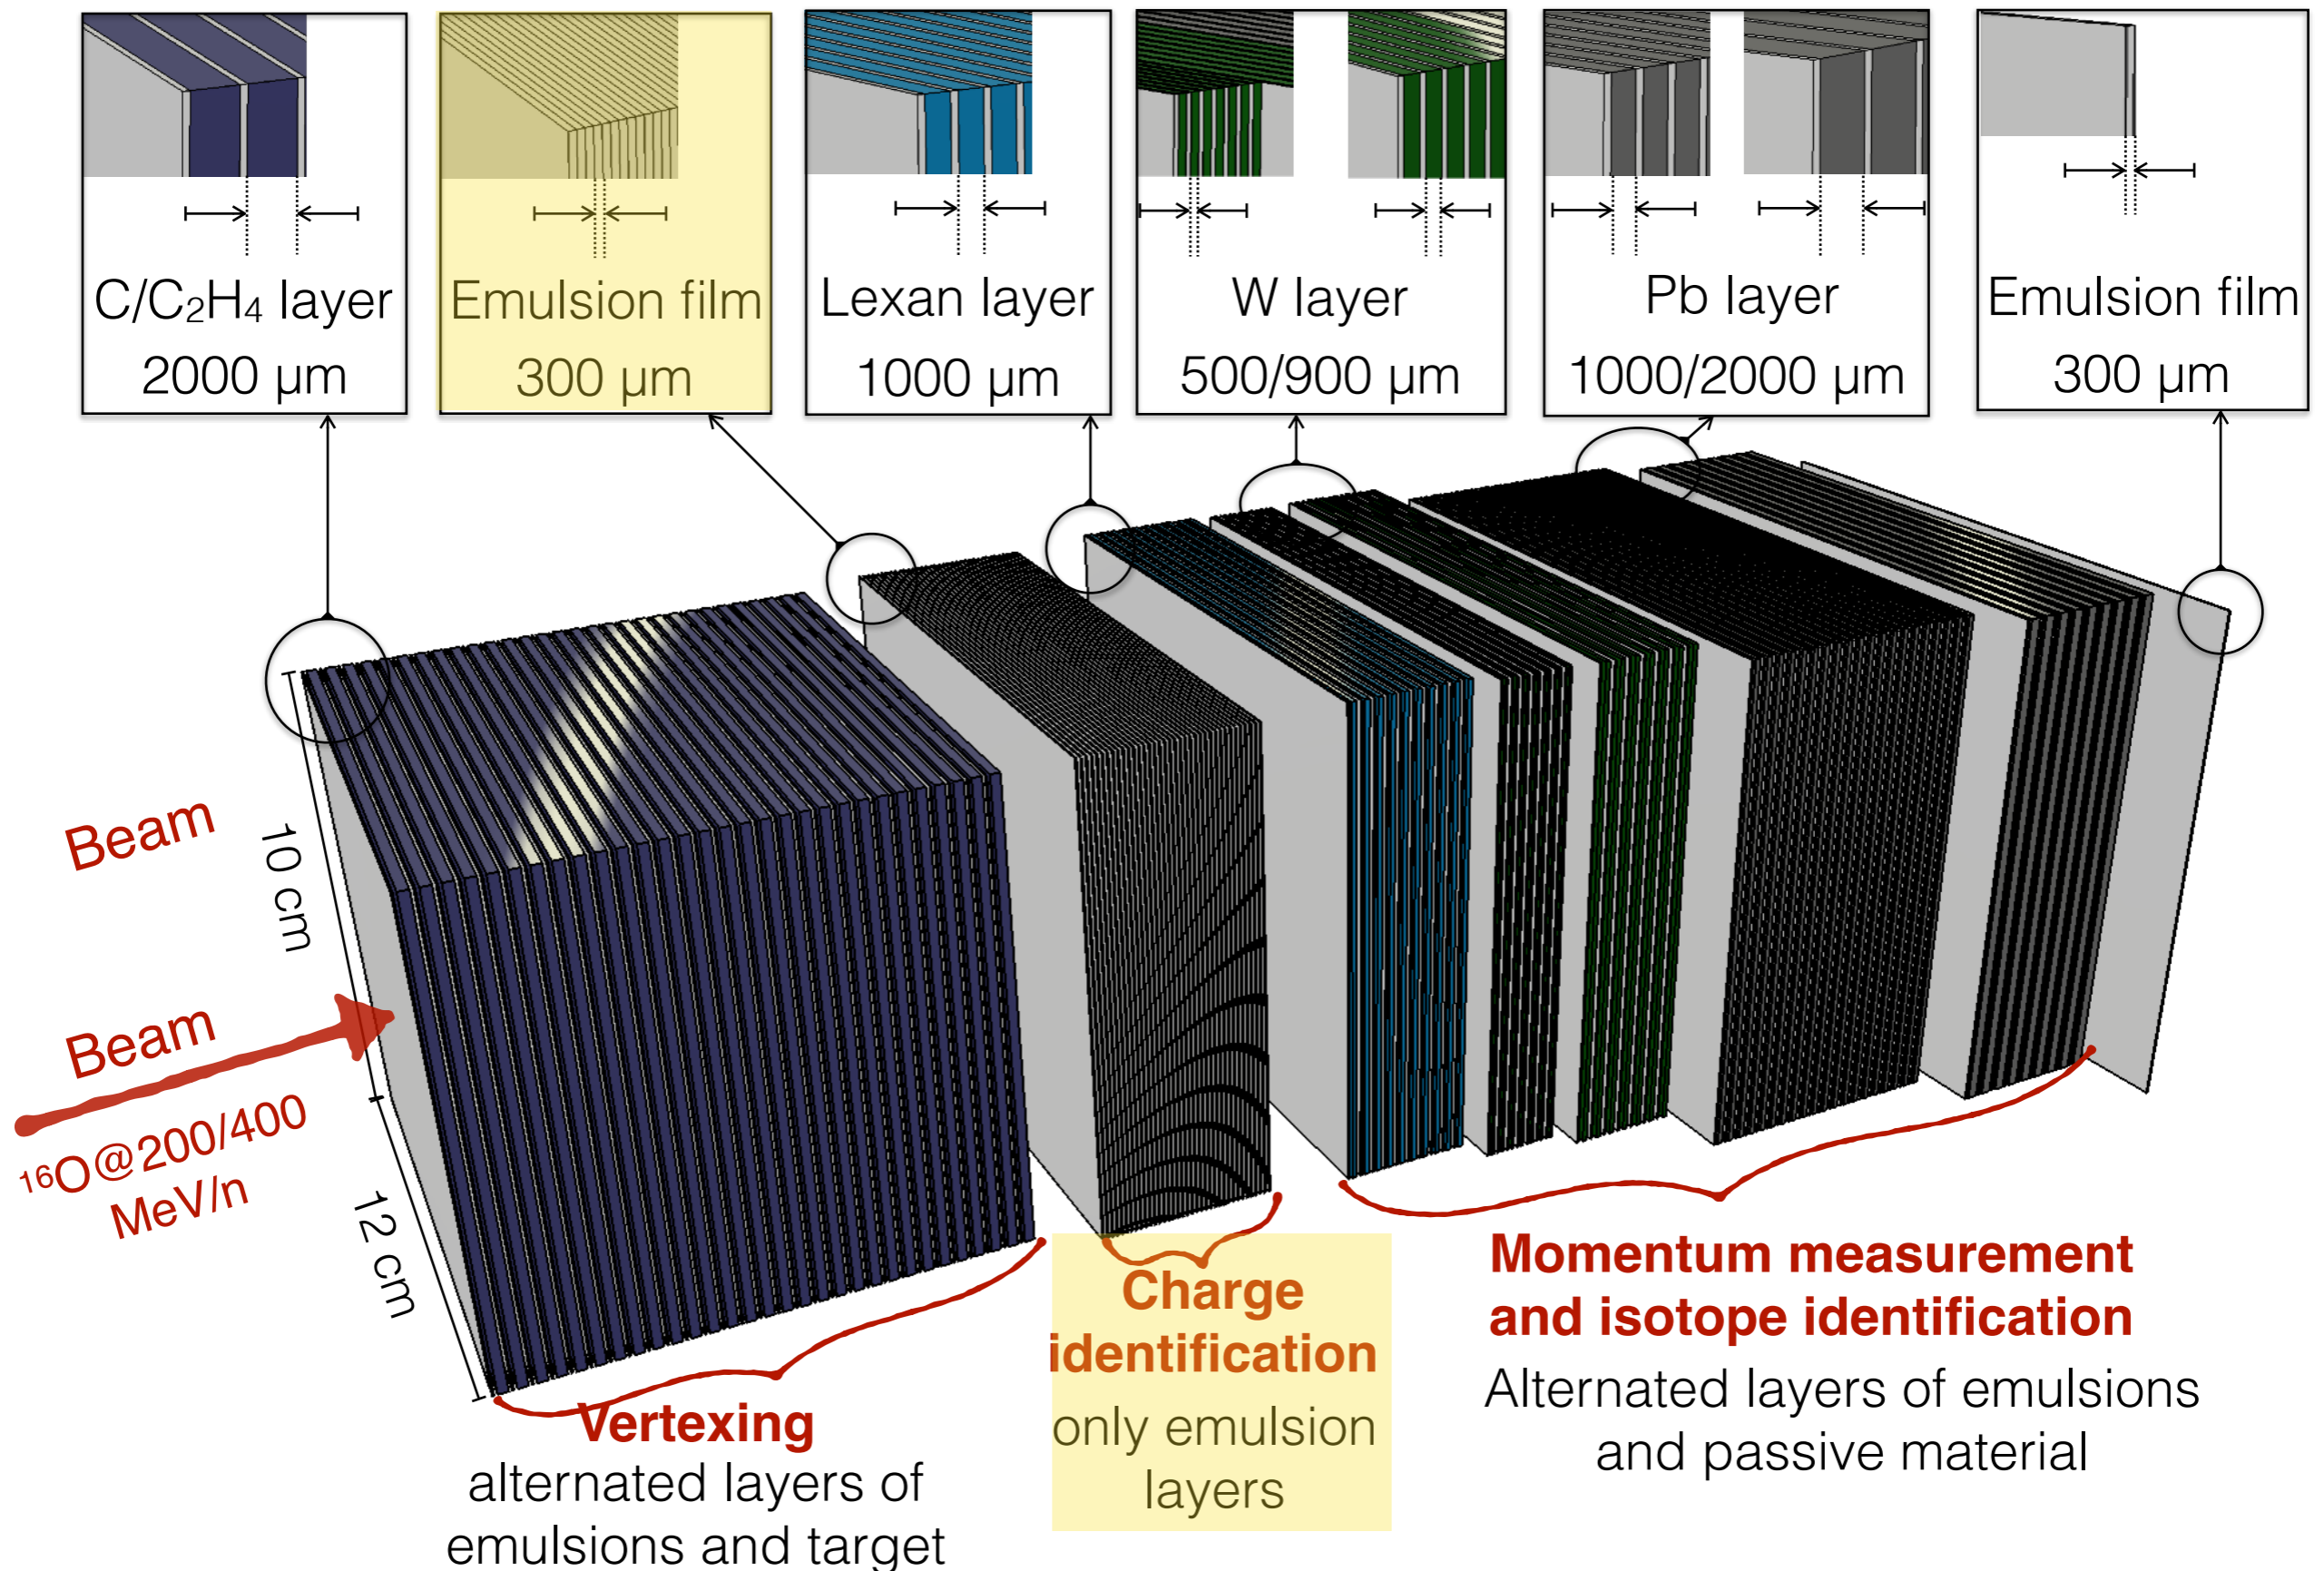 C/C₂H₄ layer
2000 µm
Emulsion film
300 µm
Lexan layer
1000 µm
W layer
500/900 µm
Pb layer
1000/2000 µm
Emulsion film
300 µm
Beam
10 cm
Beam
¹⁶O@200/400
MeV/n
12 cm
Vertexing
alternated layers of
emulsions and target
Charge
identification
only emulsion
layers
Momentum measurement
and isotope identification
Alternated layers of emulsions
and passive material